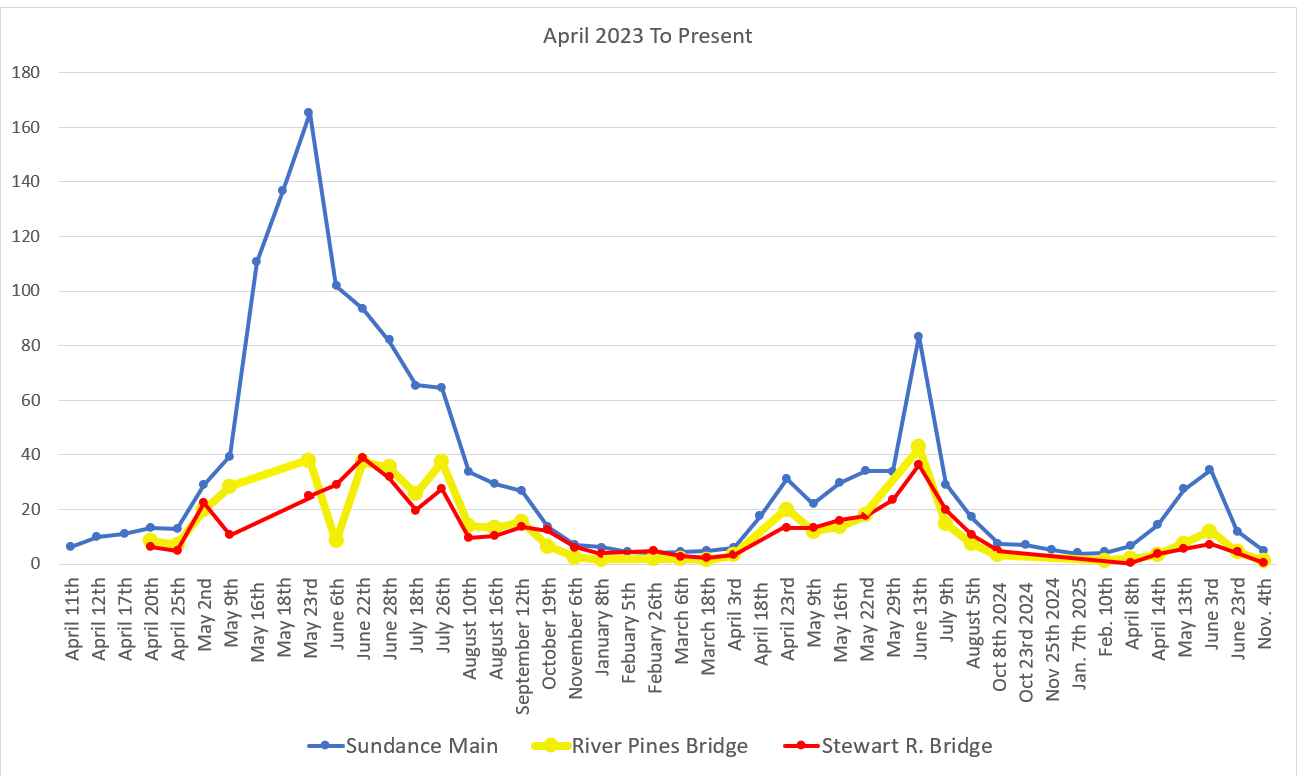 April 2023 To Present
180
160
140
120
100
80
60
40
20
0
April 11th
April 12th
April 17th
April 20th
April 25th
May 2nd
May 9th
May 16th
May 18th
May 23rd
June 6th
June 22th
June 28th
July 18th
July 26th
August 10th
August 16th
September 12th
October 19th
November 6th
January 8th
Febuary 5th
Febuary 26th
March 6th
March 18th
April 3rd
April 18th
April 23rd
May 9th
May 16th
May 22nd
May 29th
June 13th
July 9th
August 5th
Oct 8th 2024
Oct 23rd 2024
Nov 25th 2024
Jan. 7th 2025
Feb. 10th
April 8th
April 14th
May 13th
June 3rd
June 23rd
Nov. 4th
Sundance Main
River Pines Bridge
Stewart R. Bridge